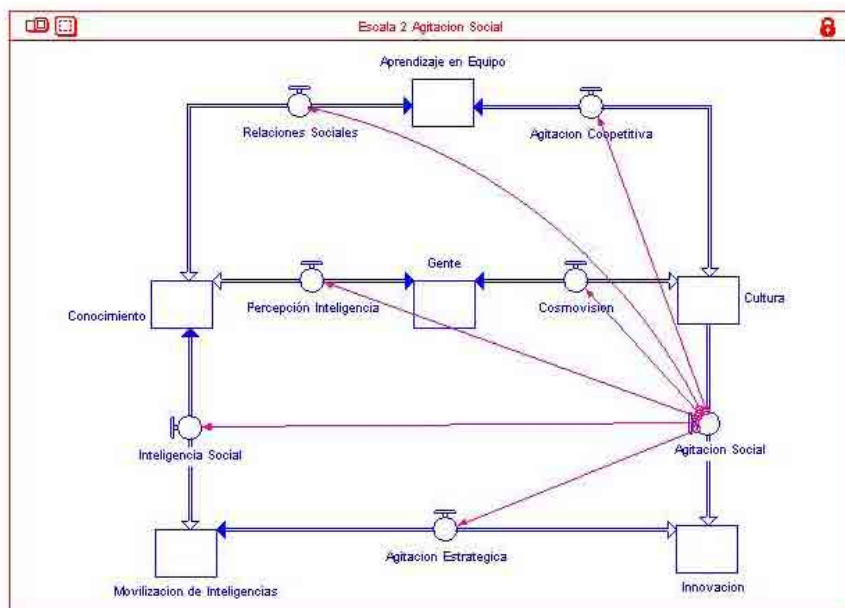 Escala 2 Agitacion Social
Aprendizaje en Equipo
Relaciones Sociales
Agitacion Coopetitiva
Gente
Conocimiento
Percepción Inteligencia
Cosmovision
Cultura
Inteligencia Social
Agitacion Social
Movilizacion de Inteligencias
Agitacion Estrategica
Innovacion